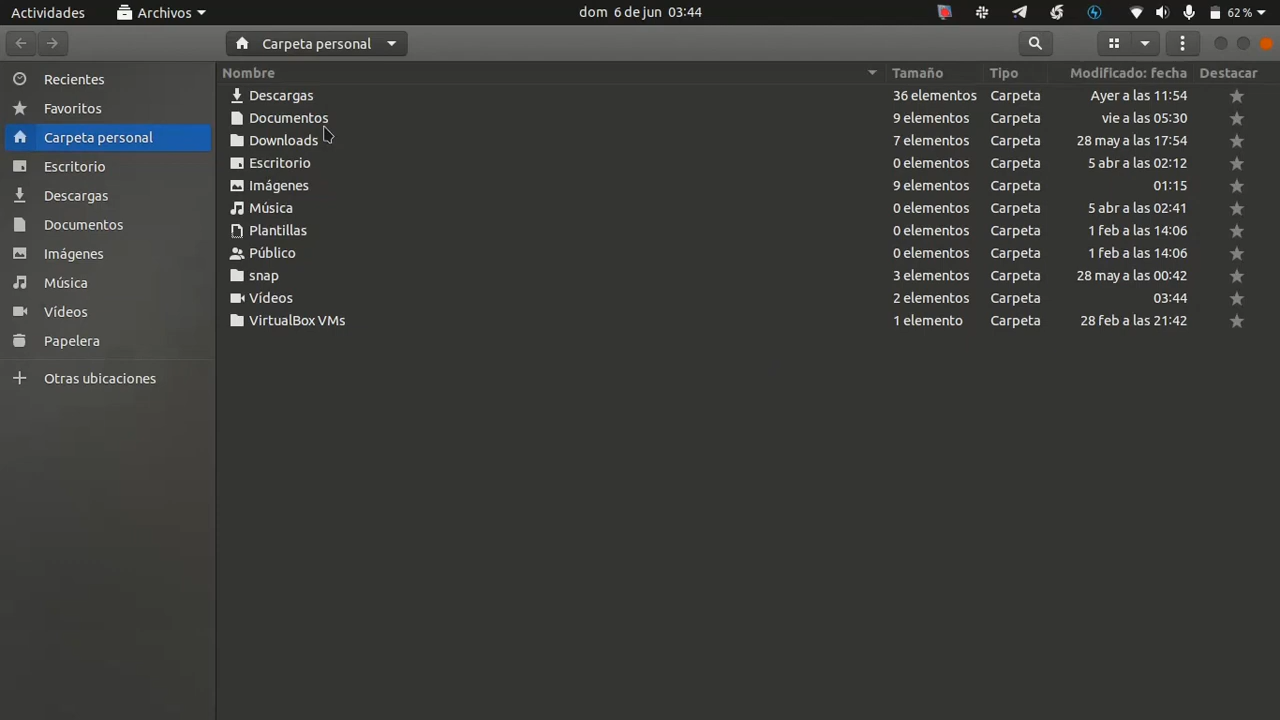 Actividades Archivos dom 6 de jun 03:44 62 %
Carpeta personal
Recientes
Favoritos
Carpeta personal
Escritorio
Descargas
Documentos
Imágenes
Música
Vídeos
Papelera
Otras ubicaciones
Nombre Tamaño Tipo Modificado: fecha Destacar
Descargas 36 elementos Carpeta Ayer a las 11:54
Documentos 9 elementos Carpeta vie a las 05:30
Downloads 7 elementos Carpeta 28 may a las 17:54
Escritorio 0 elementos Carpeta 5 abr a las 02:12
Imágenes 9 elementos Carpeta 01:15
Música 0 elementos Carpeta 5 abr a las 02:41
Plantillas 0 elementos Carpeta 1 feb a las 14:06
Público 0 elementos Carpeta 1 feb a las 14:06
snap 3 elementos Carpeta 28 may a las 00:42
Vídeos 2 elementos Carpeta 03:44
VirtualBox VMs 1 elemento Carpeta 28 feb a las 21:42